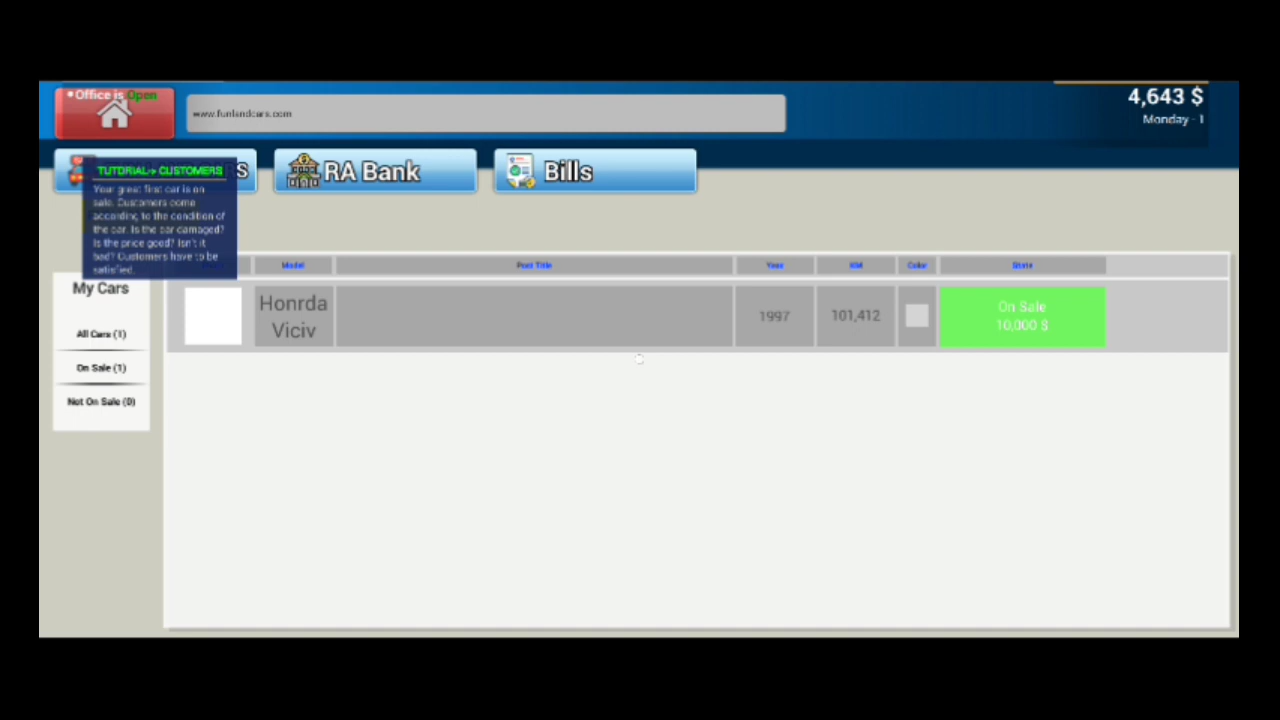 Office is Open
www.funlandcars.com
4,643 $
Monday - 1
S
RA Bank
Bills
TUTORIAL-> CUSTOMERS
Your great first car is on
sale. Customers come
according to the condition of
the car. Is the car damaged?
Is the price good? Isn't it
bad? Customers have to be
satisfied.
Model
Post Title
Year
KM
Color
State
My Cars
All Cars (1)
On Sale (1)
Not On Sale (0)
Honrda
Viciv
1997
101,412
On Sale
10,000 $